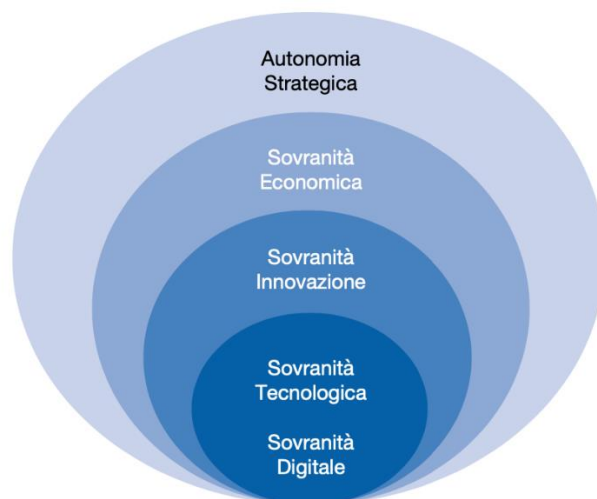 Autonomia
Strategica
Sovranità
Economica
Sovranità
Innovazione
Sovranità
Tecnologica
Sovranità
Digitale